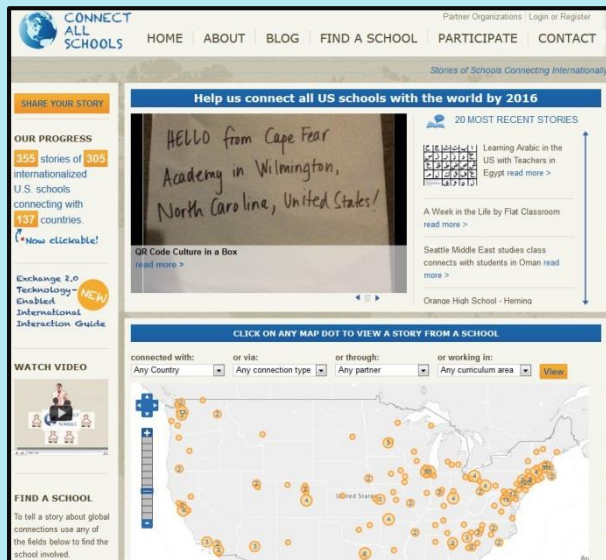 CONNECT
ALL
SCHOOLS
Partner Organizations | Login or Register
HOME ABOUT BLOG FIND A SCHOOL PARTICIPATE CONTACT
Stories of Schools Connecting Internationally
SHARE YOUR STORY
OUR PROGRESS
355 stories of 305
internationalized
U.S. schools
connecting with
137 countries.
Now clickable!
Exchange 2.0
Technology-
Enabled
International
Interaction Guide
NEW
WATCH VIDEO
FIND A SCHOOL
To tell a story about global
connections use any of
the fields below to find the
school involved.
Help us connect all US schools with the world by 2016
HELLO from Cape Fear
Academy in Wilmington,
North Carolina, United States!
QR Code Culture in a Box
read more >
20 MOST RECENT STORIES
Learning Arabic in the
US with Teachers in
Egypt read more >
A Week in the Life by Flat Classroom
read more >
Seattle Middle East studies class
connects with students in Oman read
more >
Orange High School - Herning
CLICK ON ANY MAP DOT TO VIEW A STORY FROM A SCHOOL
connected with: or via: or through: or working in:
Any Country Any connection type Any partner Any curriculum area View
United States